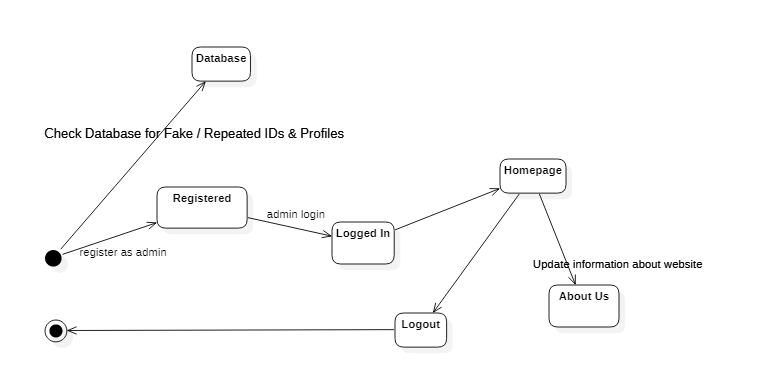 Database
Check Database for Fake / Repeated IDs & Profiles
Homepage
Registered
admin login
Logged In
register as admin
Update information about website
About Us
Logout